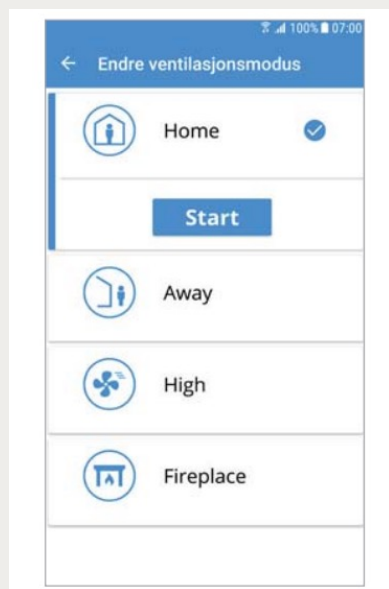 100% 07:00
Endre ventilasjonsmodus
Home
Start
Away
High
Fireplace